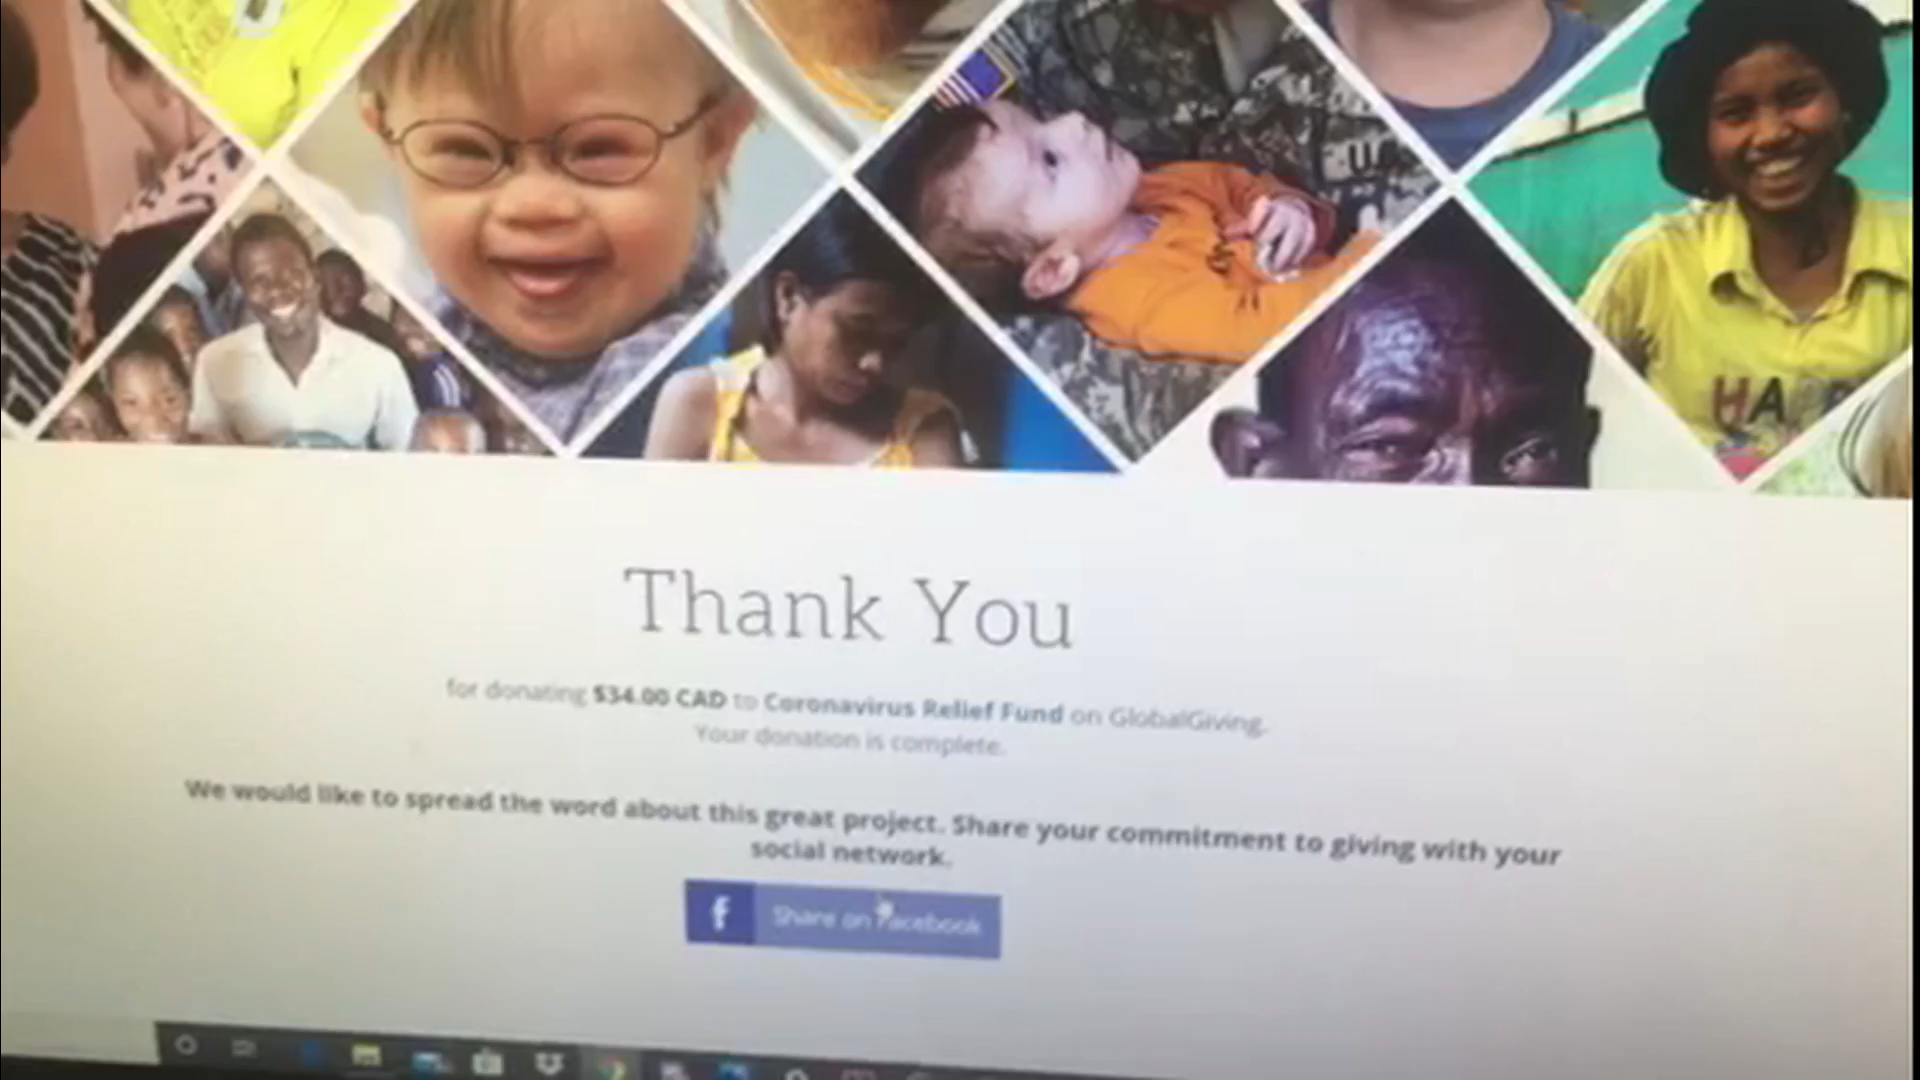 HAPP
Thank You
for donating $34.00 CAD to Coronavirus Relief Fund on GlobalGiving.
Your donation is complete.
We would like to spread the word about this great project. Share your commitment to giving with your
social network.
f Share on Facebook